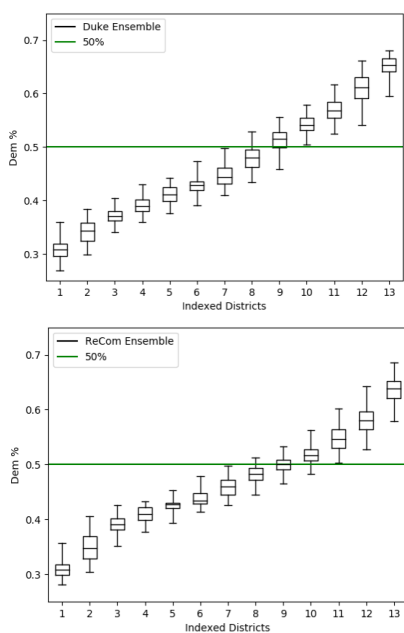 Duke Ensemble
50%
0.7
0.6
0.5
0.4
0.3
Dem %
1 2 3 4 5 6 7 8 9 10 11 12 13
Indexed Districts
ReCom Ensemble
50%
0.7
0.6
0.5
0.4
0.3
Dem %
1 2 3 4 5 6 7 8 9 10 11 12 13
Indexed Districts